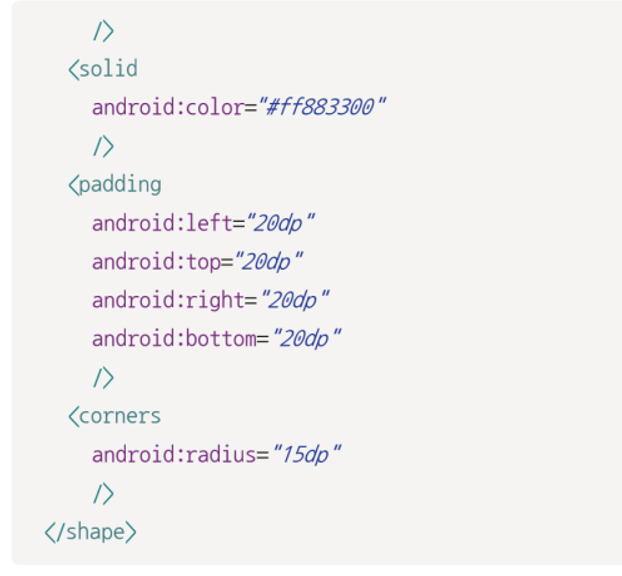 />
<solid
android:color="#ff883300"
/>
<padding
android:left="20dp"
android:top="20dp"
android:right="20dp"
android:bottom="20dp"
/>
<corners
android:radius="15dp"
/>
</shape>